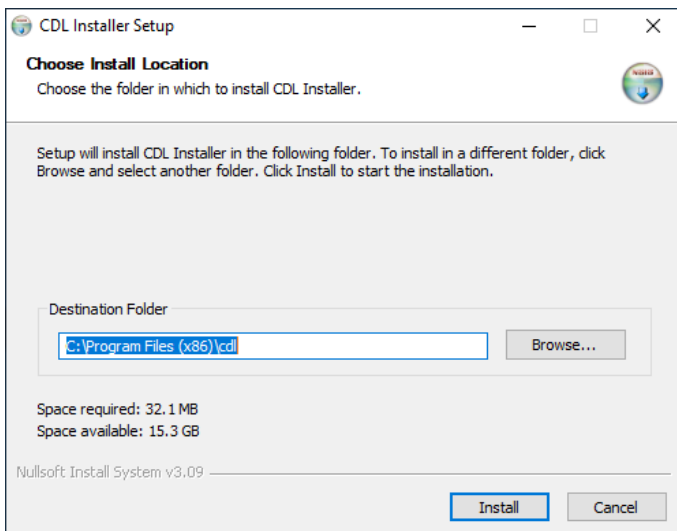 CDL Installer Setup
Choose Install Location
Choose the folder in which to install CDL Installer.
Setup will install CDL Installer in the following folder. To install in a different folder, click
Browse and select another folder. Click Install to start the installation.
Destination Folder
C:\Program Files (x86)\cdl
Browse...
Space required: 32.1 MB
Space available: 15.3 GB
Nullsoft Install System v3.09
Install
Cancel